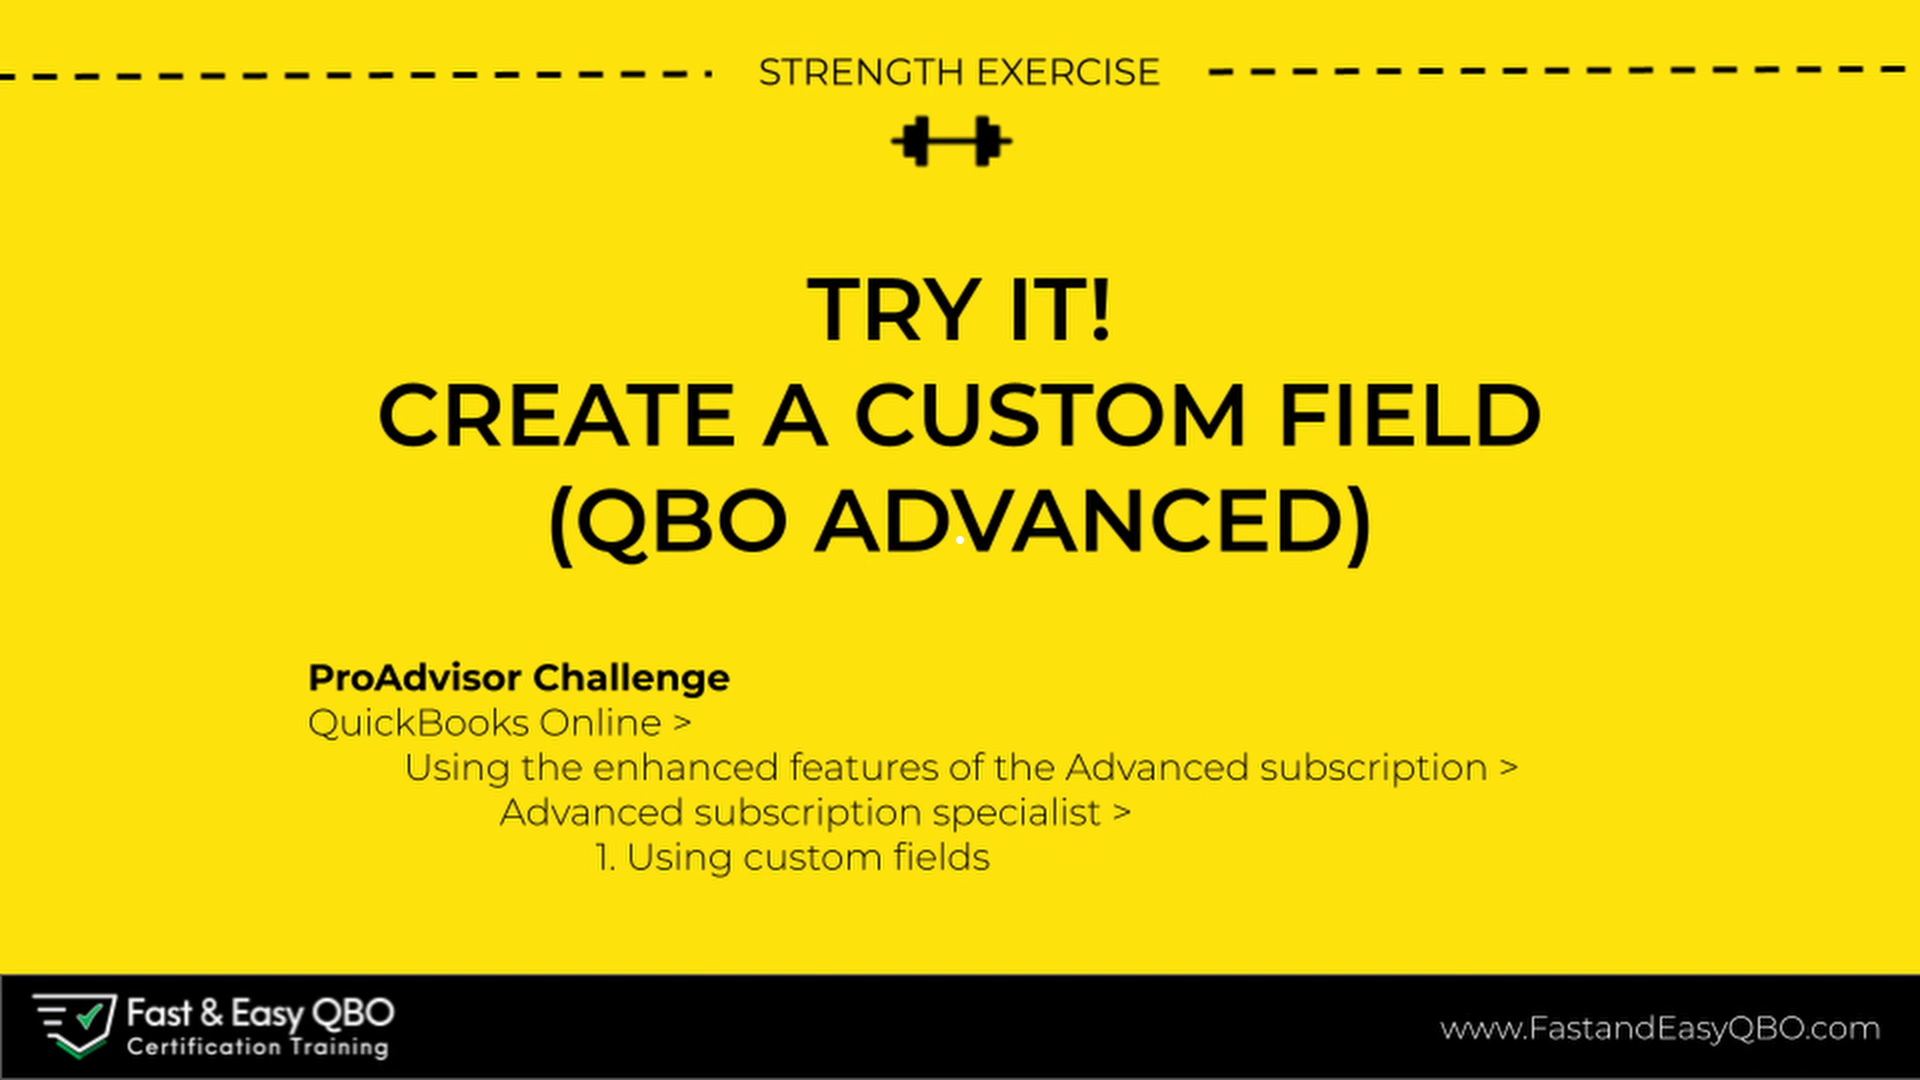 STRENGTH EXERCISE
TRY IT!
CREATE A CUSTOM FIELD
(QBO ADVANCED)
ProAdvisor Challenge
QuickBooks Online >
Using the enhanced features of the Advanced subscription >
Advanced subscription specialist >
1. Using custom fields
Fast & Easy QBO
Certification Training
www.FastandEasyQBO.com